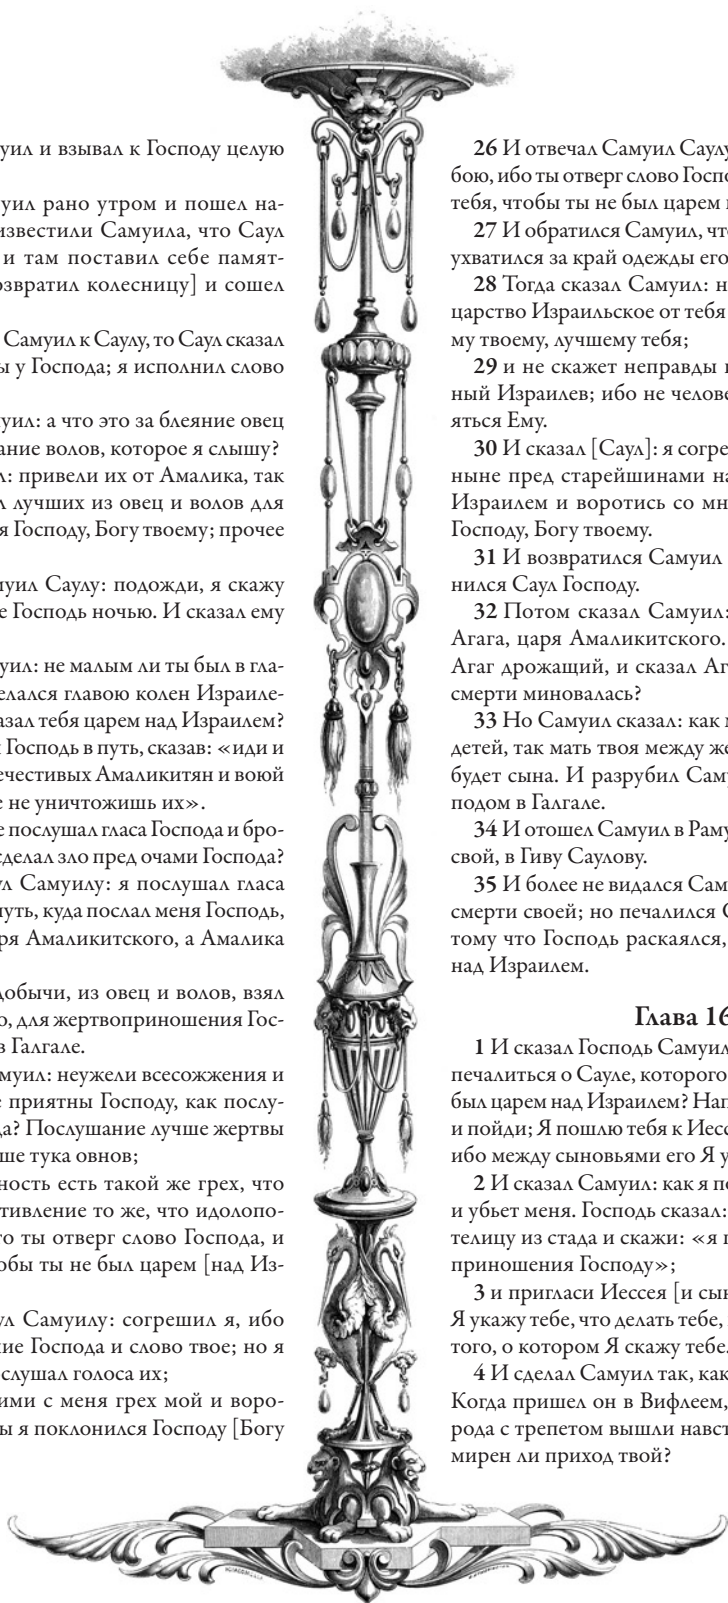 уил и взывал к Господу целую
уил рано утром и пошел на-
известили Самуила, что Саул
и там поставил себе памят-
озвратил колесницу] и сошел
Самуил к Саулу, то Саул сказал
ы у Господа; я исполнил слово
уил: а что это за блеяние овец
ание волов, которое я слышу?
л: привели их от Амалика, так
л лучших из овец и волов для
я Господу, Богу твоему; прочее
муил Саулу: подожди, я скажу
е Господь ночью. И сказал ему
уил: не малым ли ты был в гла-
елался главою колен Израиле-
азал тебя царем над Израилем?
Господь в путь, сказав: «иди и
ечестивых Амаликитян и воюй
е не уничтожишь их».
е послушал гласа Господа и бро-
сделал зло пред очами Господа?
ул Самуилу: я послушал гласа
путь, куда послал меня Господь,
ря Амаликитского, а Амалика
добычи, из овец и волов, взял
о, для жертвоприношения Гос-
в Галгале.
муил: неужели всесожжения и
е приятны Господу, как послу-
да? Послушание лучше жертвы
ше тука овнов;
ность есть такой же грех, что
тивление то же, что идолопо-
то ты отверг слово Господа, и
обы ты не был царем [над Из-
ул Самуилу: согрешил я, ибо
ние Господа и слово твое; но я
слушал голоса их;
ими с меня грех мой и воро-
ы я поклонился Господу [Богу
26 И отвечал Самуил Саулу
бою, ибо ты отверг слово Госпо
тебя, чтобы ты не был царем
27 И обратился Самуил, что
ухватился за край одежды его
28 Тогда сказал Самуил: н
царство Израильское от тебя
му твоему, лучшему тебя;
29 и не скажет неправды
ный Израилев; ибо не челове
яться Ему.
30 И сказал [Саул]: я согре
ныне пред старейшинами на
Израилем и воротись со мн
Господу, Богу твоему.
31 И возвратился Самуил
нился Саул Господу.
32 Потом сказал Самуил:
Агага, царя Амаликитского.
Агаг дрожащий, и сказал Аг
смерти миновалась?
33 Но Самуил сказал: как м
детей, так мать твоя между же
будет сына. И разрубил Саму
подом в Галгале.
34 И отошел Самуил в Раму
свой, в Гиву Саулову.
35 И более не видался Сам
смерти своей; но печалился С
тому что Господь раскаялся,
над Израилем.
Глава 16
1 И сказал Господь Самуил
печалиться о Сауле, которого
был царем над Израилем? Нап
и пойди; Я пошлю тебя к Иесс
ибо между сыновьями его Я у
2 И сказал Самуил: как я по
и убьет меня. Господь сказал:
телицу из стада и скажи: «я п
приношения Господу»;
3 и пригласи Иессея [и сын
Я укажу тебе, что делать тебе,
того, о котором Я скажу тебе.
4 И сделал Самуил так, как
Когда пришел он в Вифлеем,
рода с трепетом вышли навст
мирен ли приход твой?